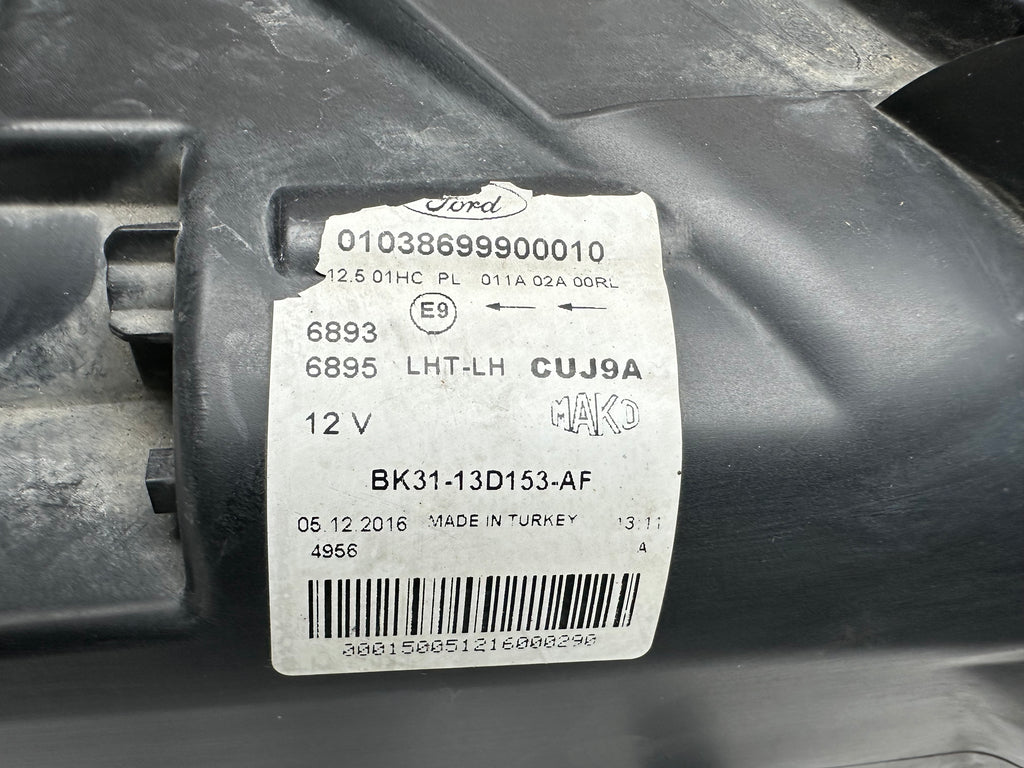 Ford
01038699900010
12.5 01HC PL 011A 02A 00RL
E9
6893
6895 LHT-LH CUJ9A
12 V MAKO
BK31-13D153-AF
05.12.2016 MADE IN TURKEY 13:11
4956 A
000150051216000290